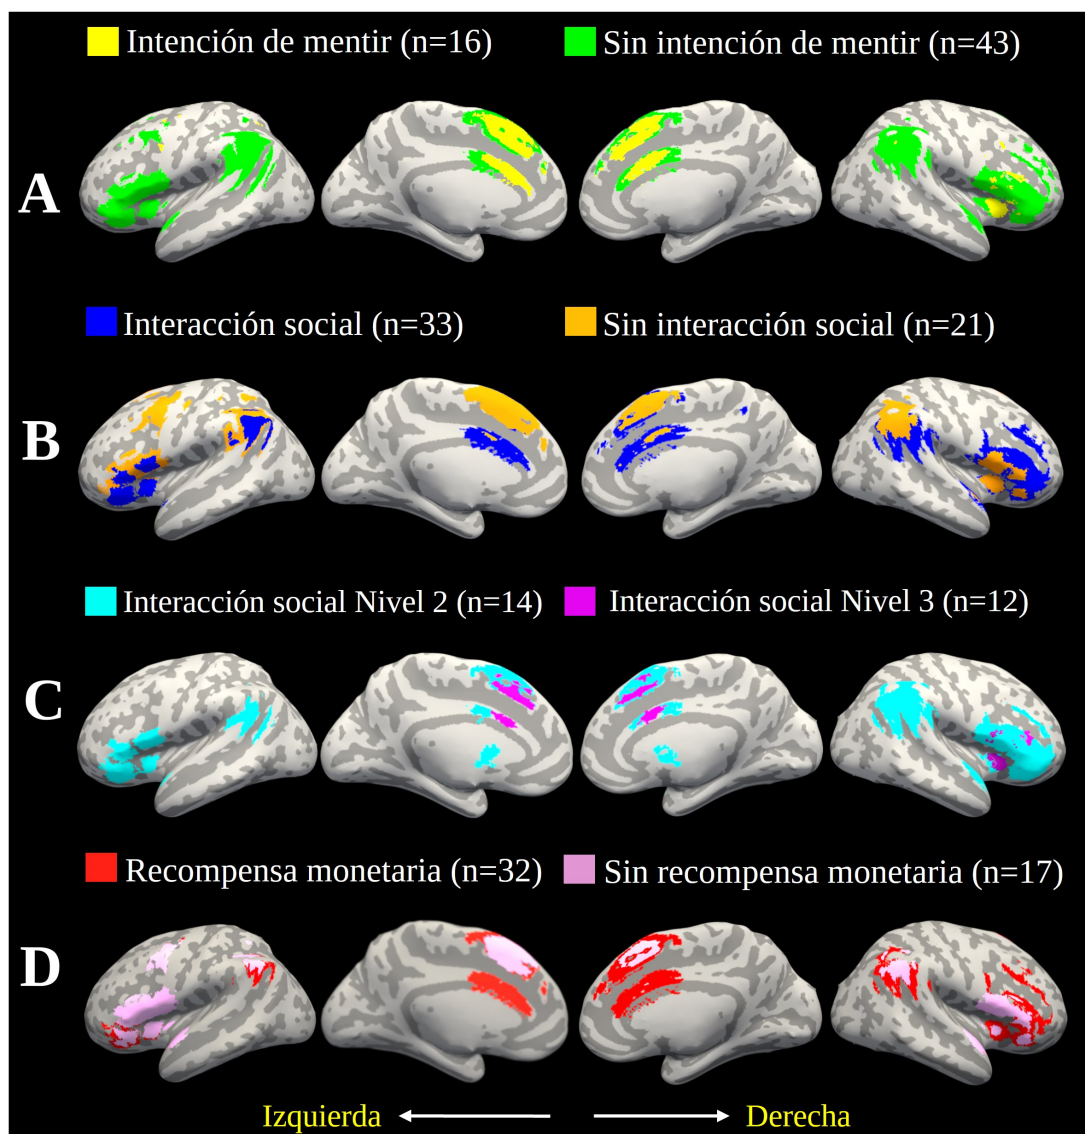 Intención de mentir (n=16) Sin intención de mentir (n=43)
A
Interacción social (n=33) Sin interacción social (n=21)
B
Interacción social Nivel 2 (n=14) Interacción social Nivel 3 (n=12)
C
Recompensa monetaria (n=32) Sin recompensa monetaria (n=17)
D
Izquierda Derecha